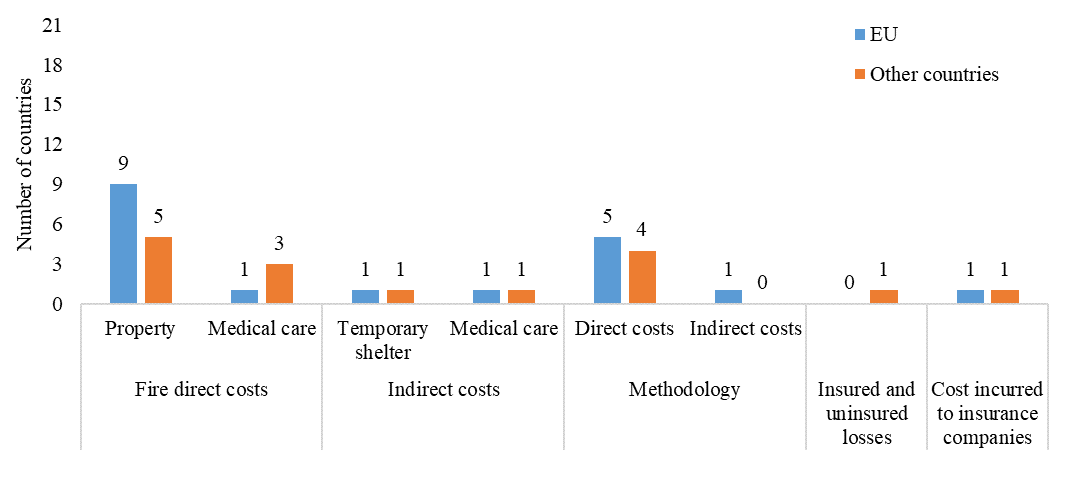 21
18
15
12
9
6
3
0
Number of countries
EU
Other countries
9
5
1
3
1
1
1
1
5
4
1
0
0
1
1
1
Property
Medical care
Temporary
shelter
Medical care
Direct costs
Indirect costs
Fire direct costs
Indirect costs
Methodology
Insured and
uninsured
losses
Cost incurred
to insurance
companies